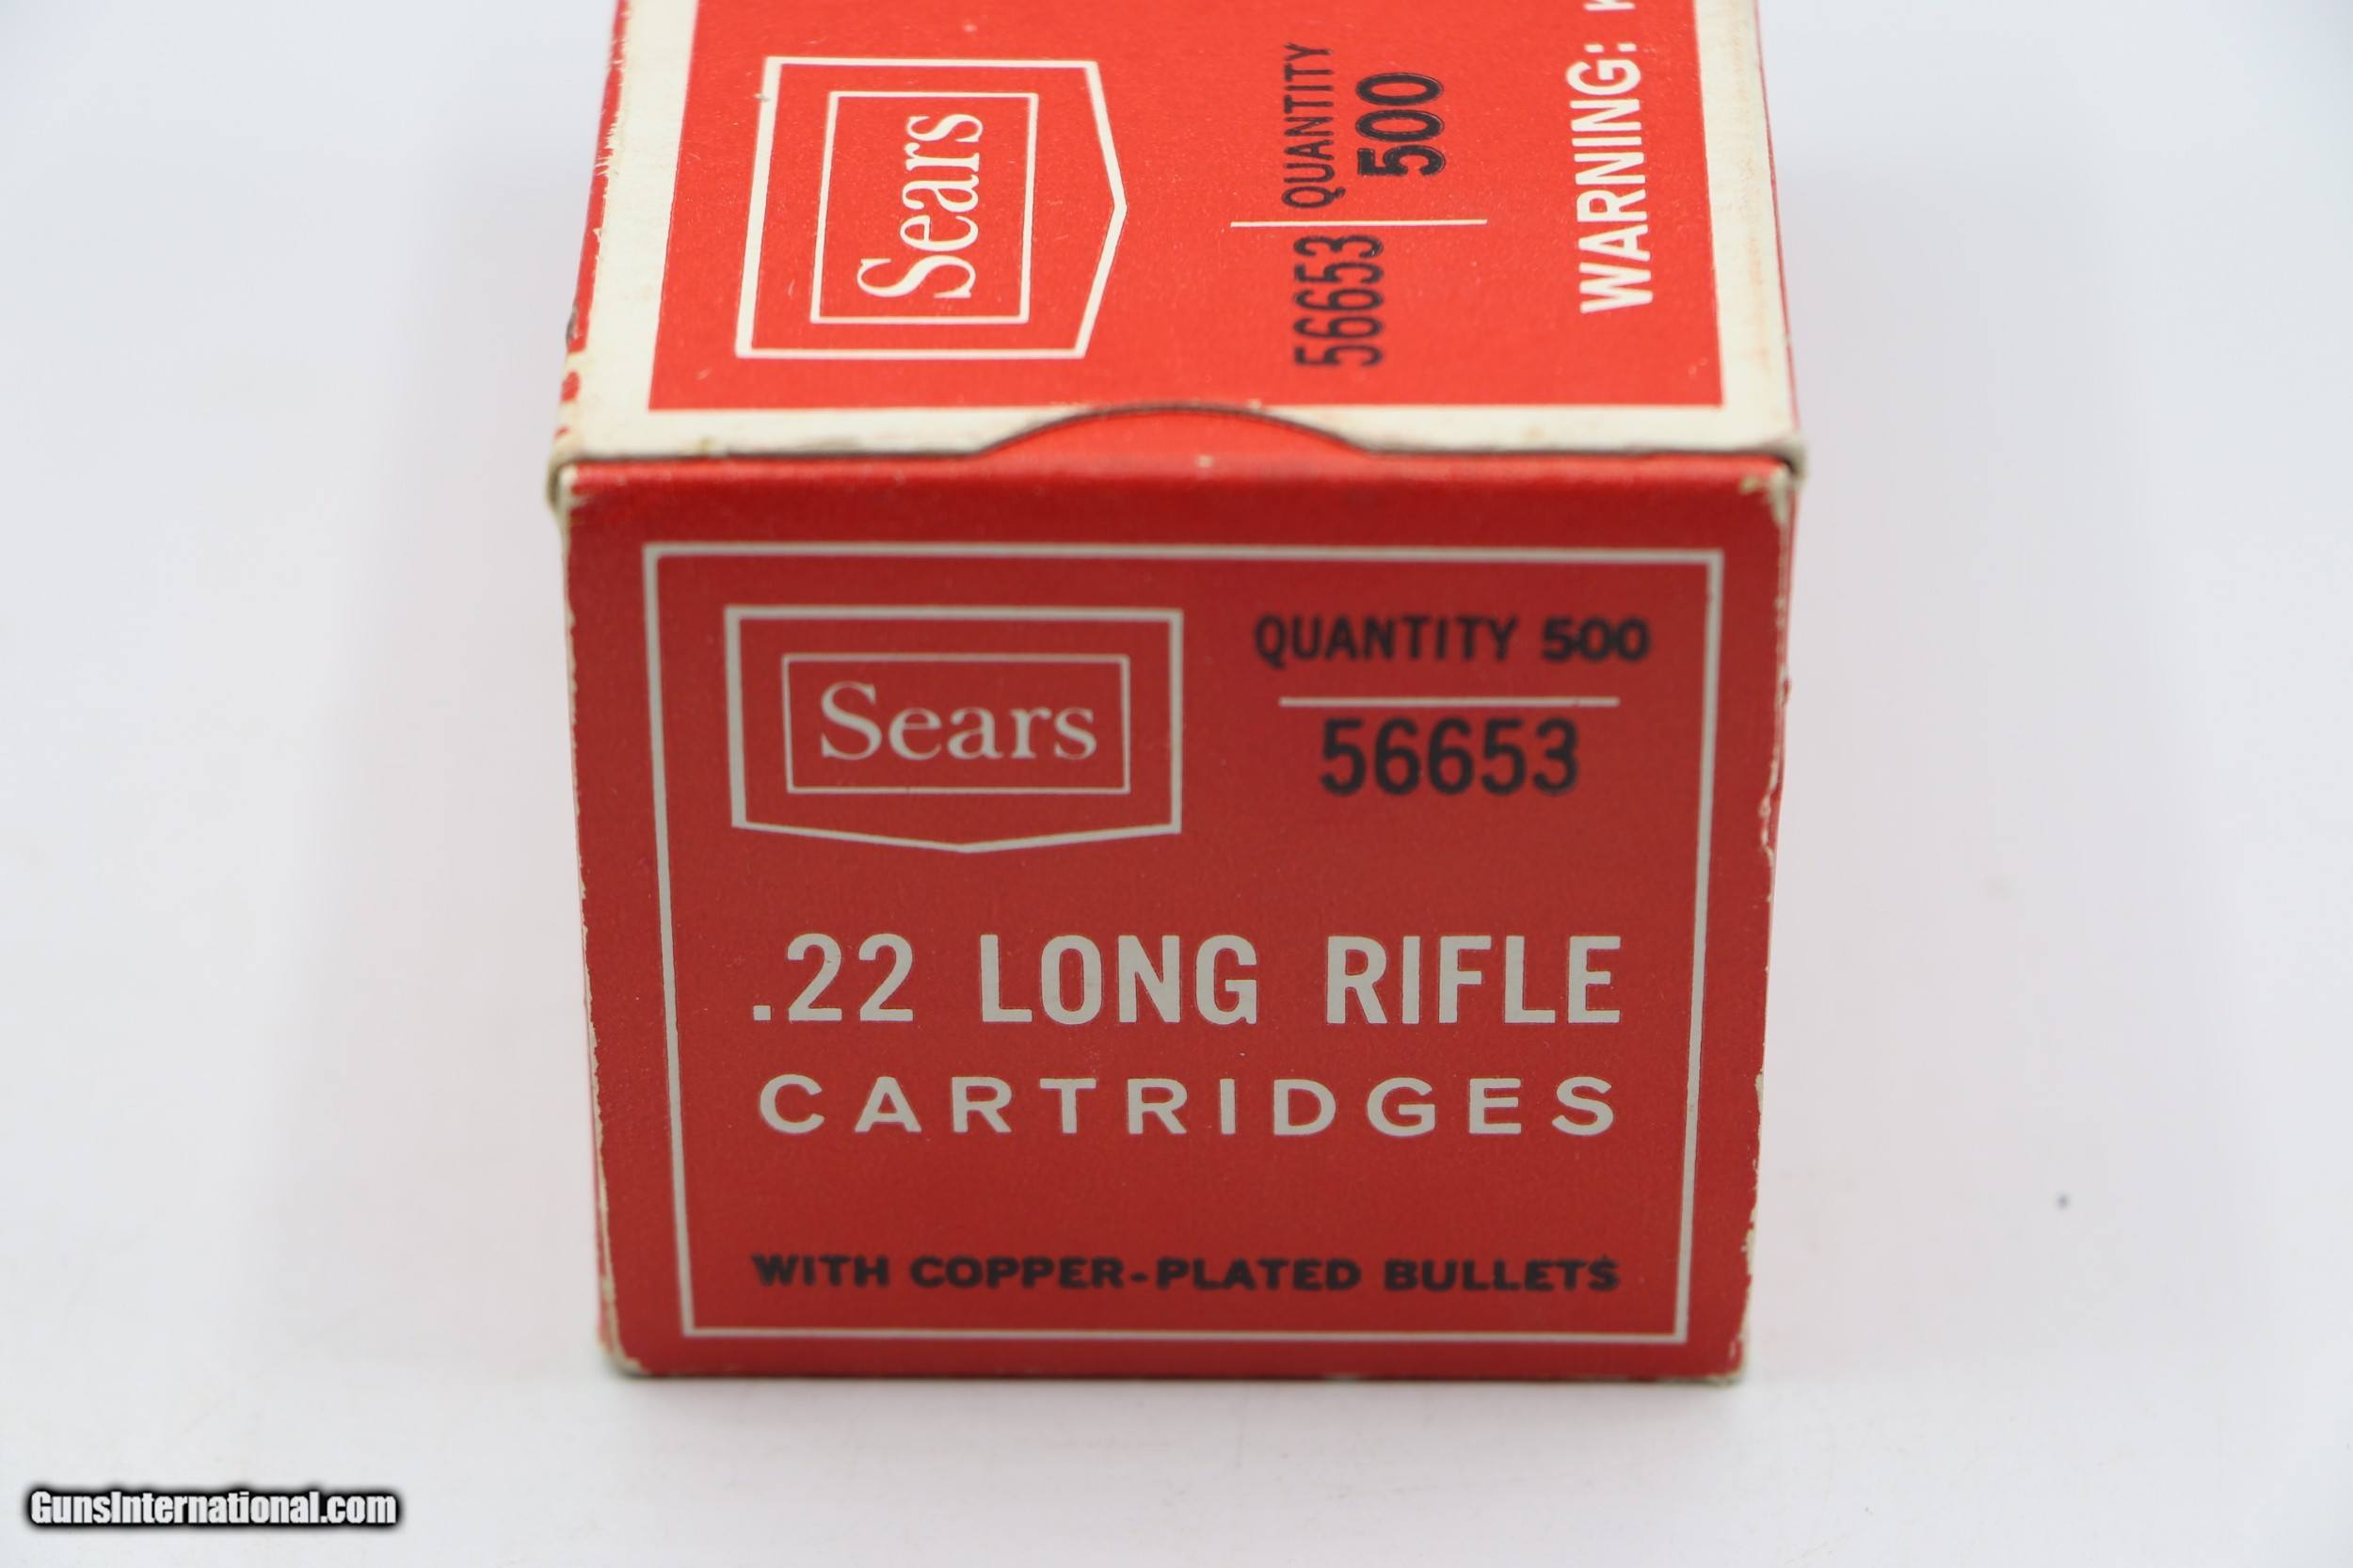 Sears
56653
QUANTITY
500
WARNING:
Sears
QUANTITY 500
56653
.22 LONG RIFLE
CARTRIDGES
WITH COPPER-PLATED BULLETS
GunsInternational.com